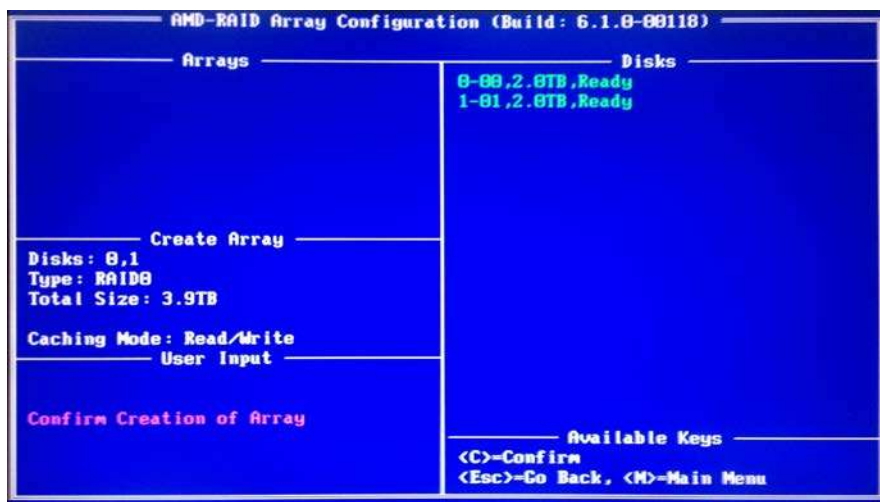 AMD-RAID Array Configuration (Build: 6.1.0-00118)
Arrays
Disks
0-00,2.0TB,Ready
1-01,2.0TB,Ready
Create Array
Disks: 0,1
Type: RAID0
Total Size: 3.9TB
Caching Mode: Read/Write
User Input
Confirm Creation of Array
Available Keys
<C>=Confirm
<Esc>=Go Back, <M>=Main Menu